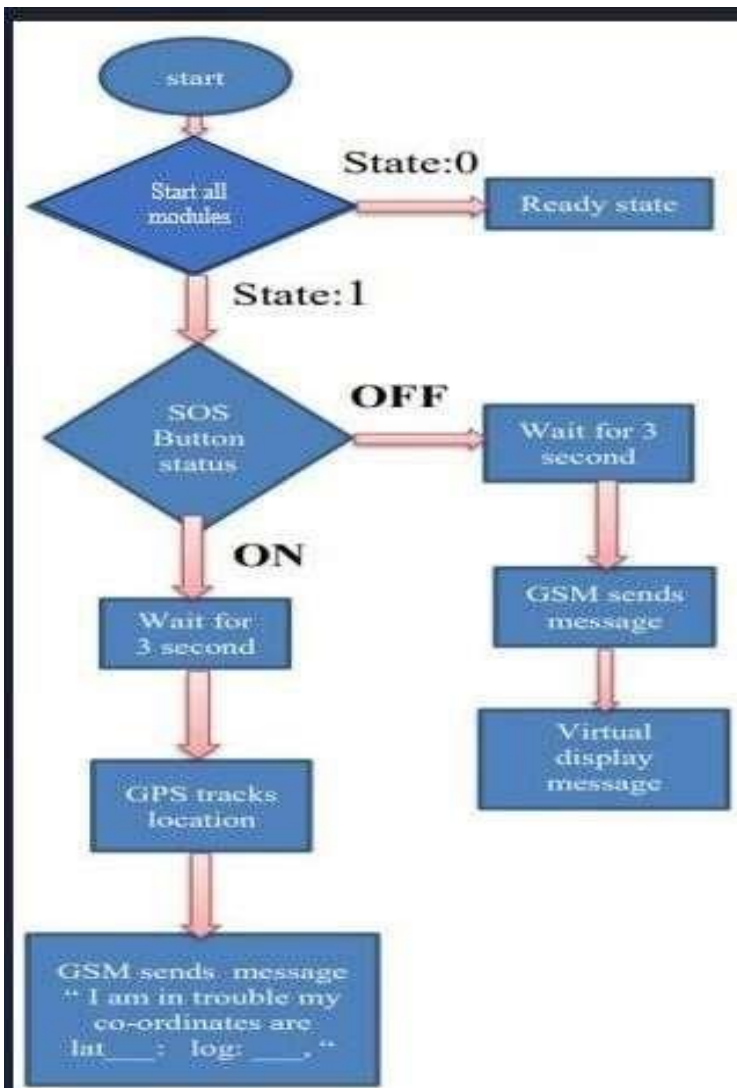 start
Start all
modules
State:0
Ready state
State:1
SOS
Button
status
OFF
Wait for 3
second
ON
GSM sends
message
Wait for
3 second
Virtual
display
message
GPS tracks
location
GSM sends message
“ I am in trouble my
co-ordinates are
lat___: log: ___, “